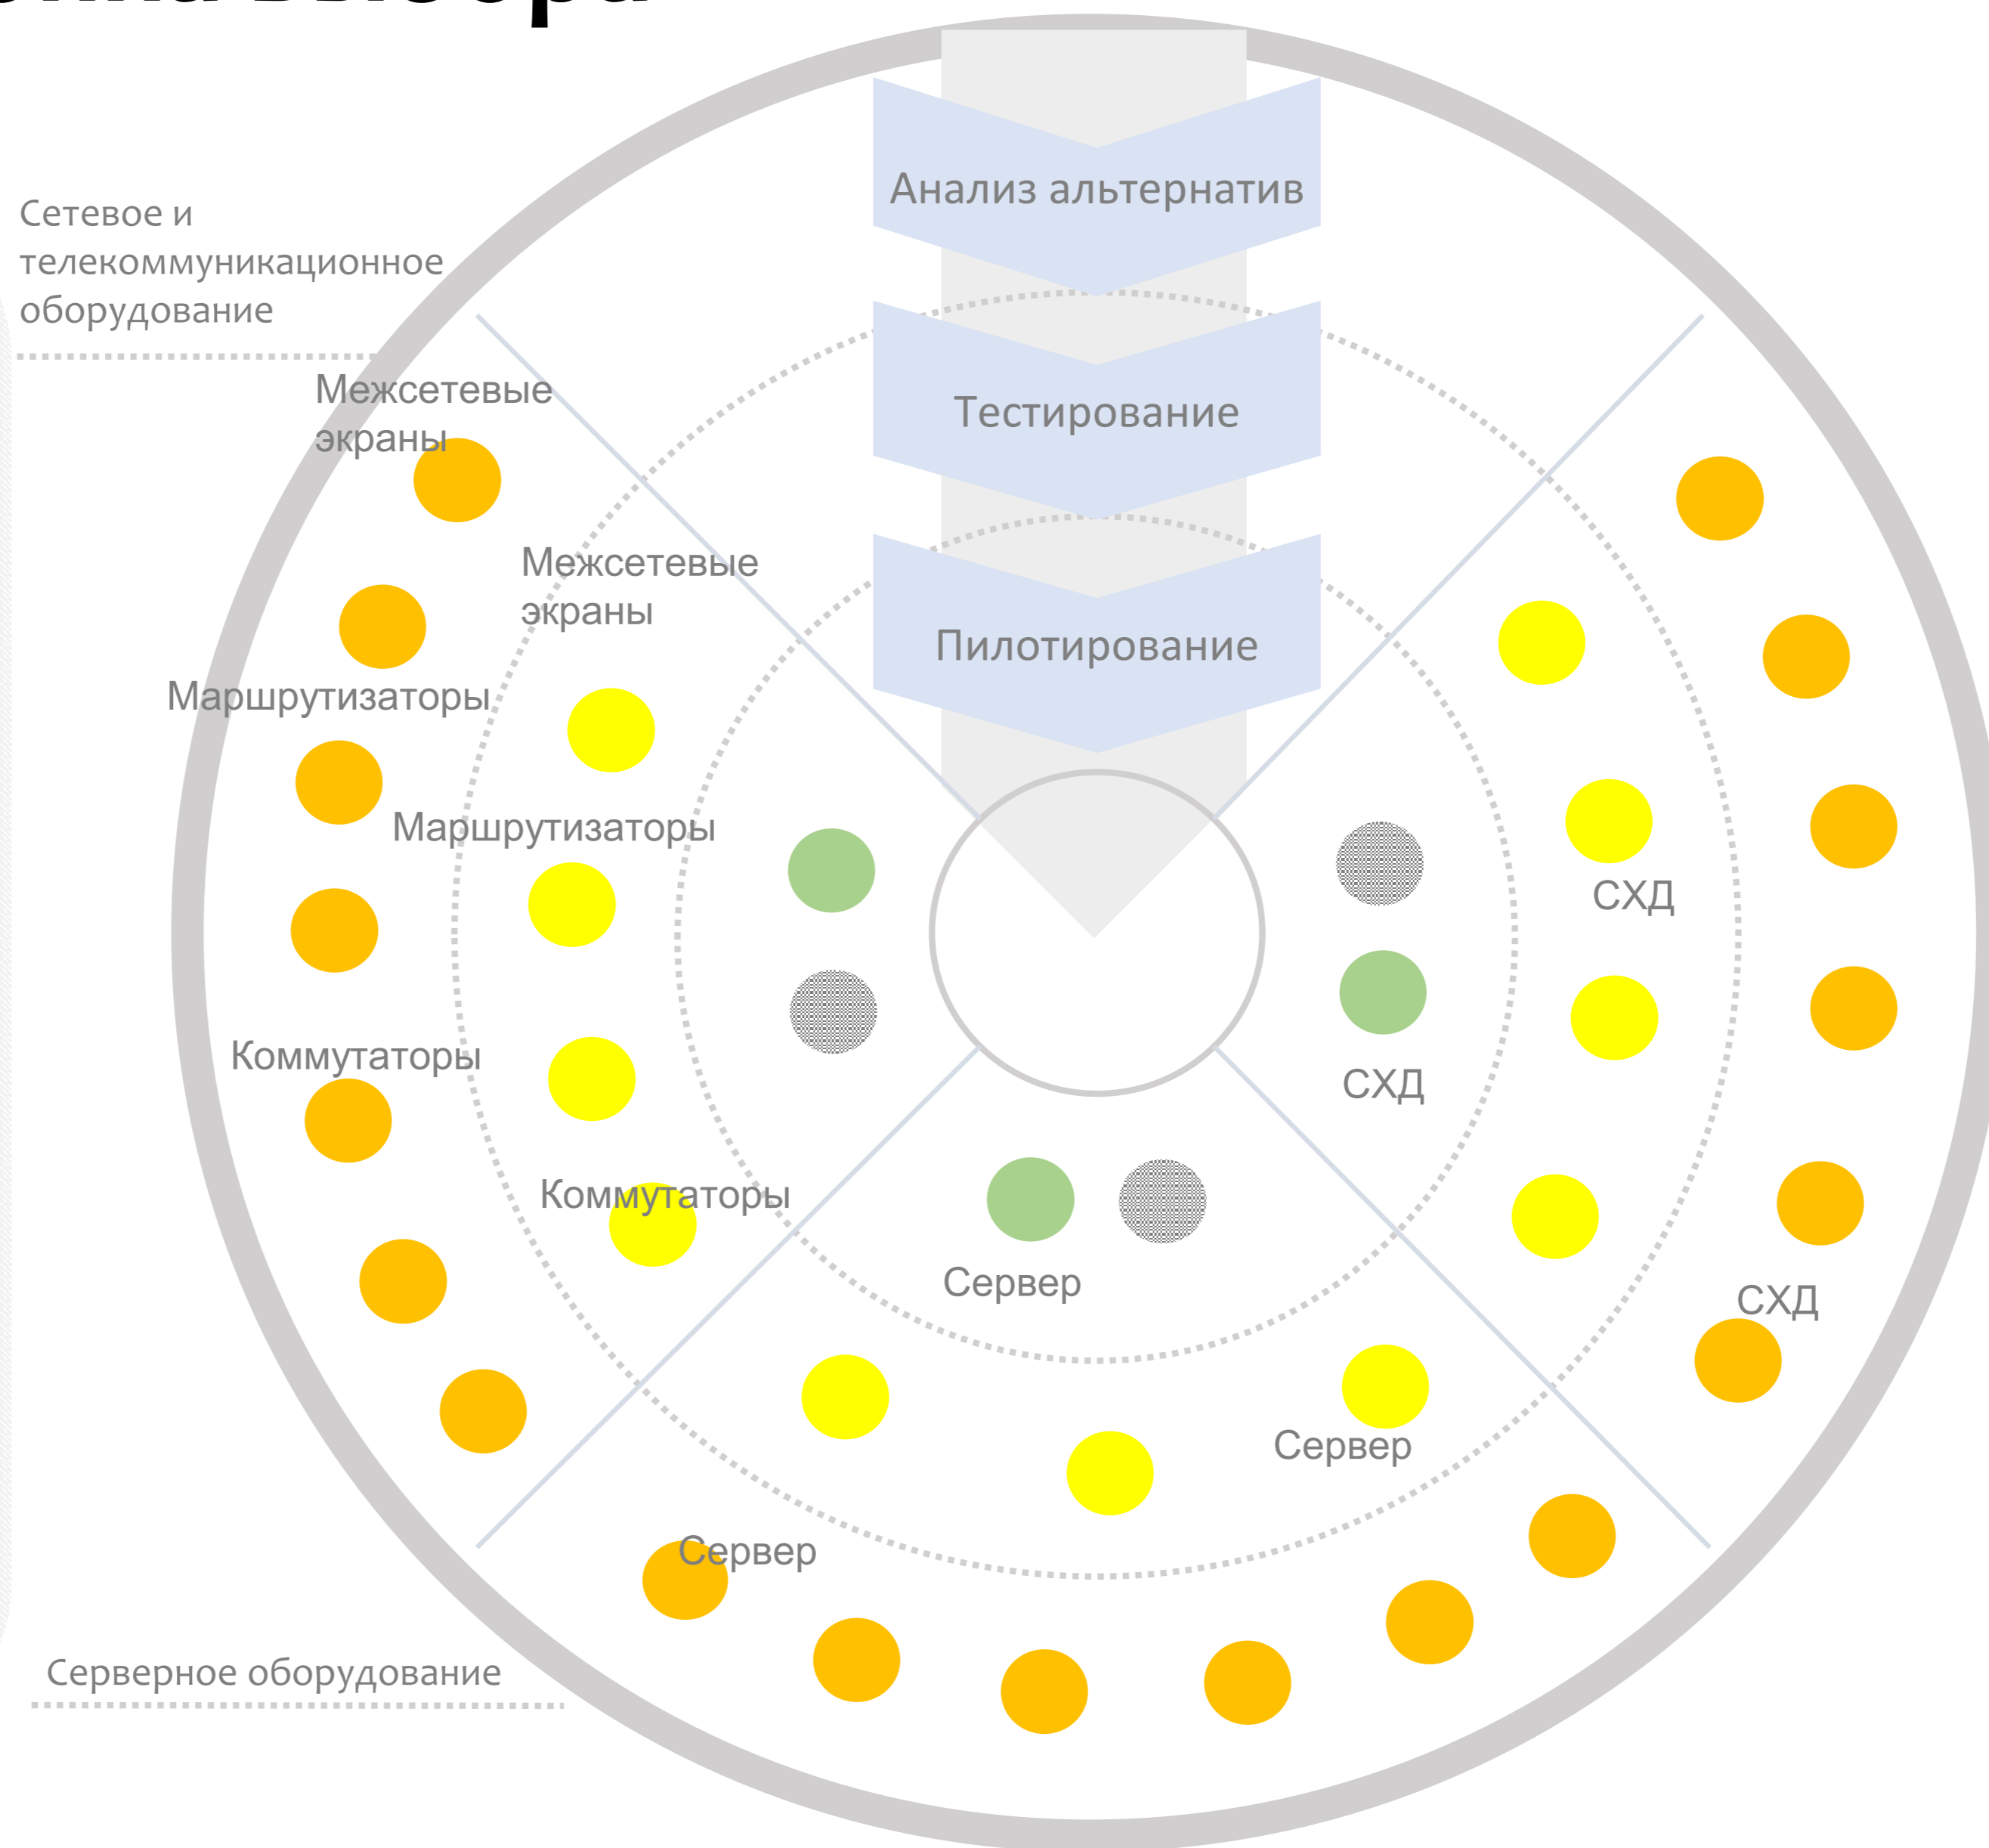 выбора
Анализ альтернатив
Сетевое и
телекоммуникационное
оборудование
Межсетевые
экраны
Тестирование
Межсетевые
экраны
Пилотирование
Маршрутизаторы
Маршрутизаторы
СХД
Коммутаторы
СХД
Коммутаторы
Сервер
СХД
Сервер
Сервер
Серверное оборудование